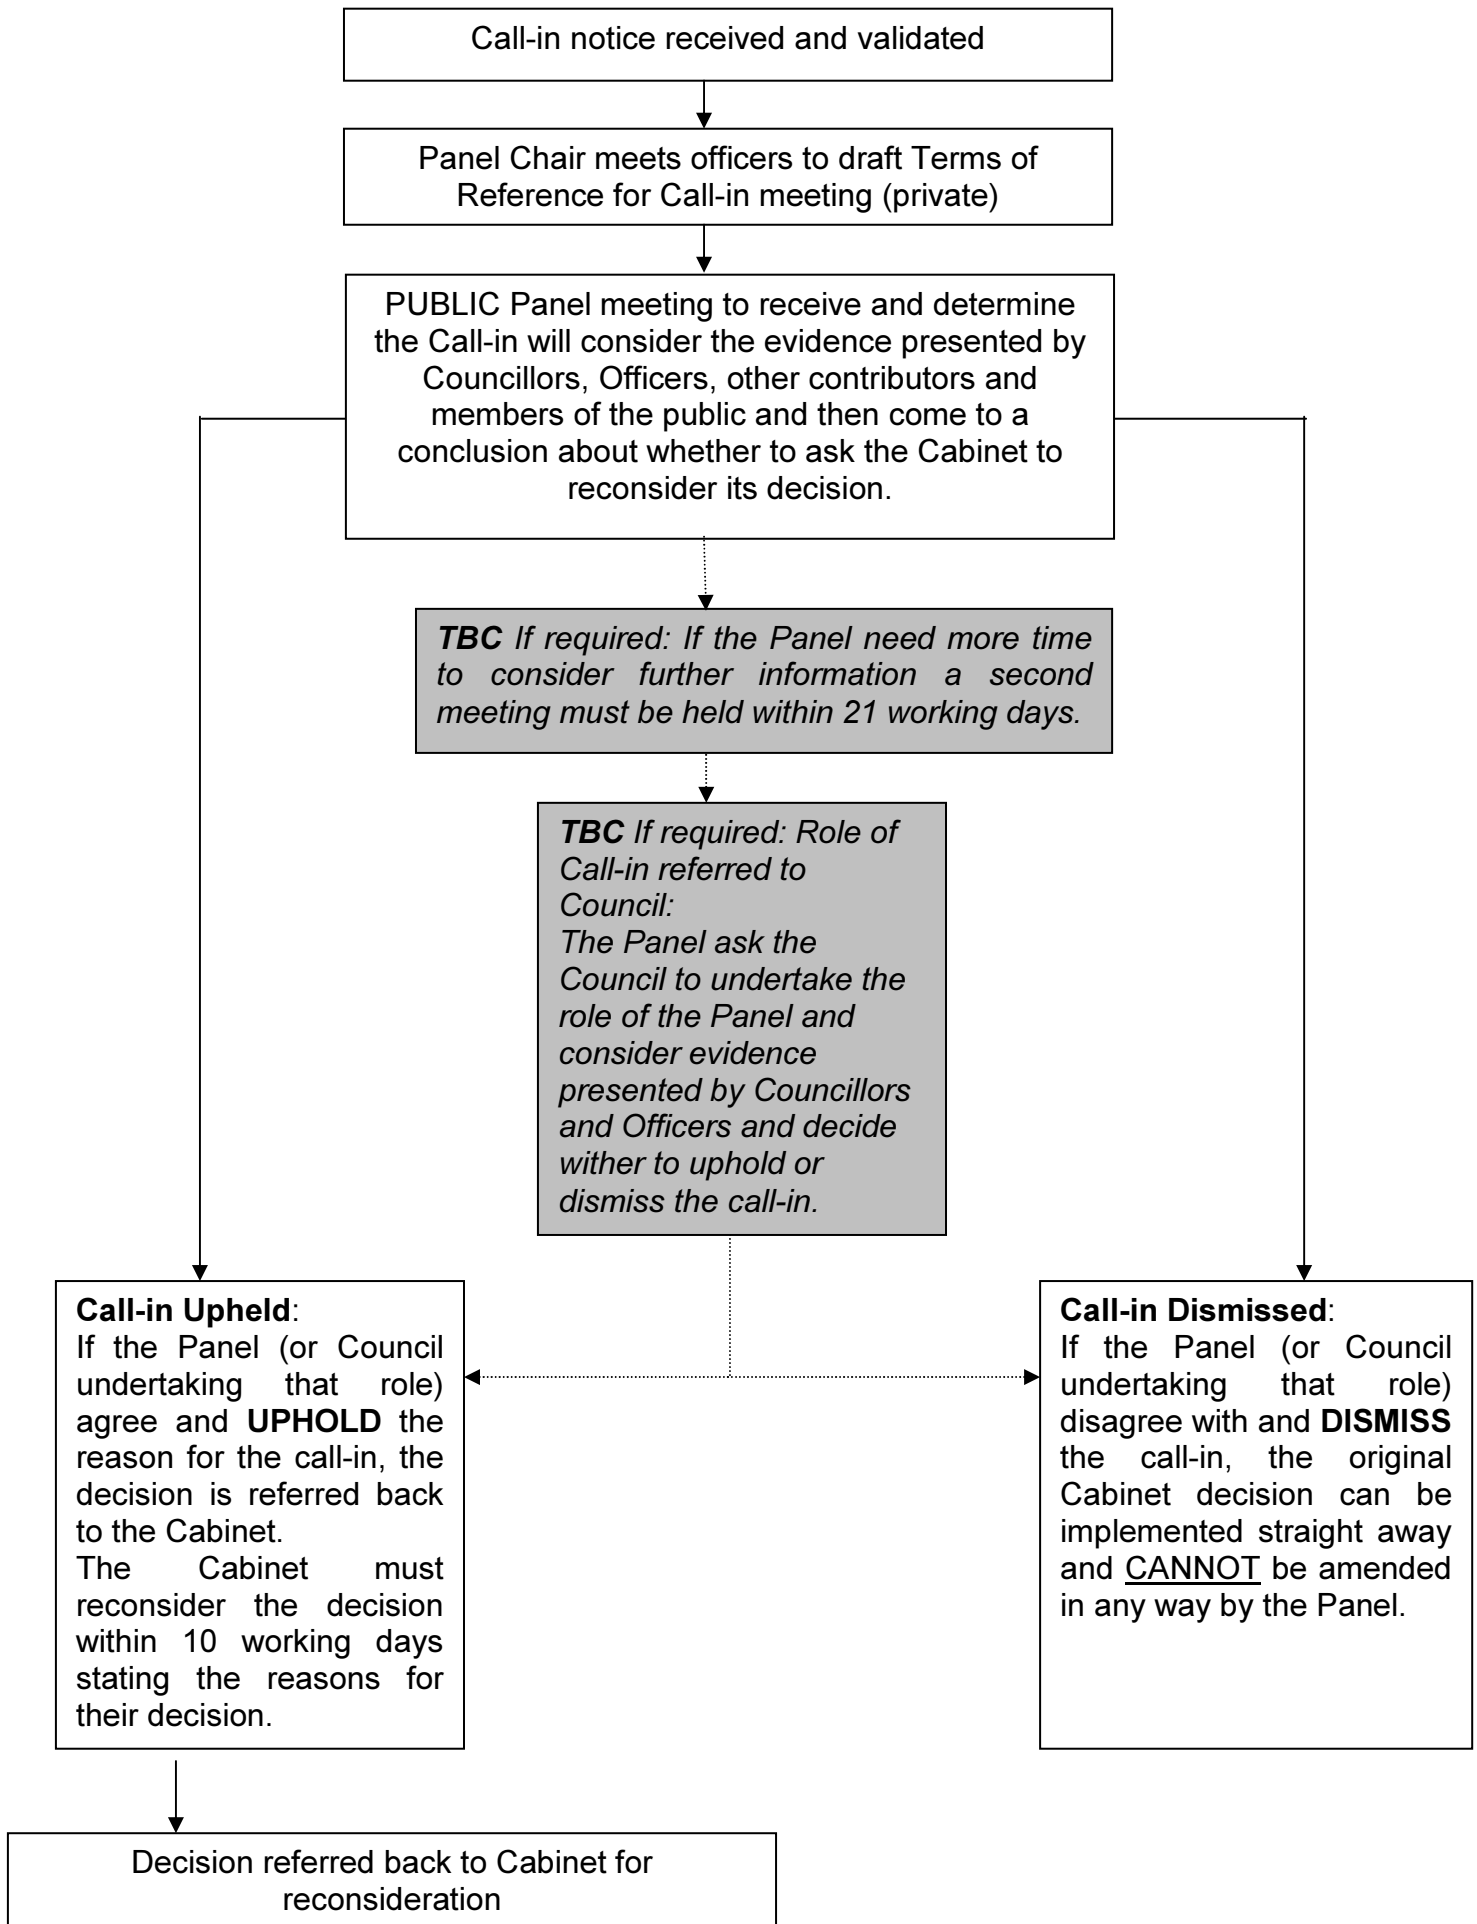 Call-in notice received and validated
Panel Chair meets officers to draft Terms of
Reference for Call-in meeting (private)
PUBLIC Panel meeting to receive and determine
the Call-in will consider the evidence presented by
Councillors, Officers, other contributors and
members of the public and then come to a
conclusion about whether to ask the Cabinet to
reconsider its decision.
TBC If required: If the Panel need more time
to consider further information a second
meeting must be held within 21 working days.
TBC If required: Role of
Call-in referred to
Council:
The Panel ask the
Council to undertake the
role of the Panel and
consider evidence
presented by Councillors
and Officers and decide
wither to uphold or
dismiss the call-in.
Call-in Upheld:
If the Panel (or Council
undertaking that role)
agree and UPHOLD the
reason for the call-in, the
decision is referred back
to the Cabinet.
The Cabinet must
reconsider the decision
within 10 working days
stating the reasons for
their decision.
Call-in Dismissed:
If the Panel (or Council
undertaking that role)
disagree with and DISMISS
the call-in, the original
Cabinet decision can be
implemented straight away
and CANNOT be amended
in any way by the Panel.
Decision referred back to Cabinet for
reconsideration